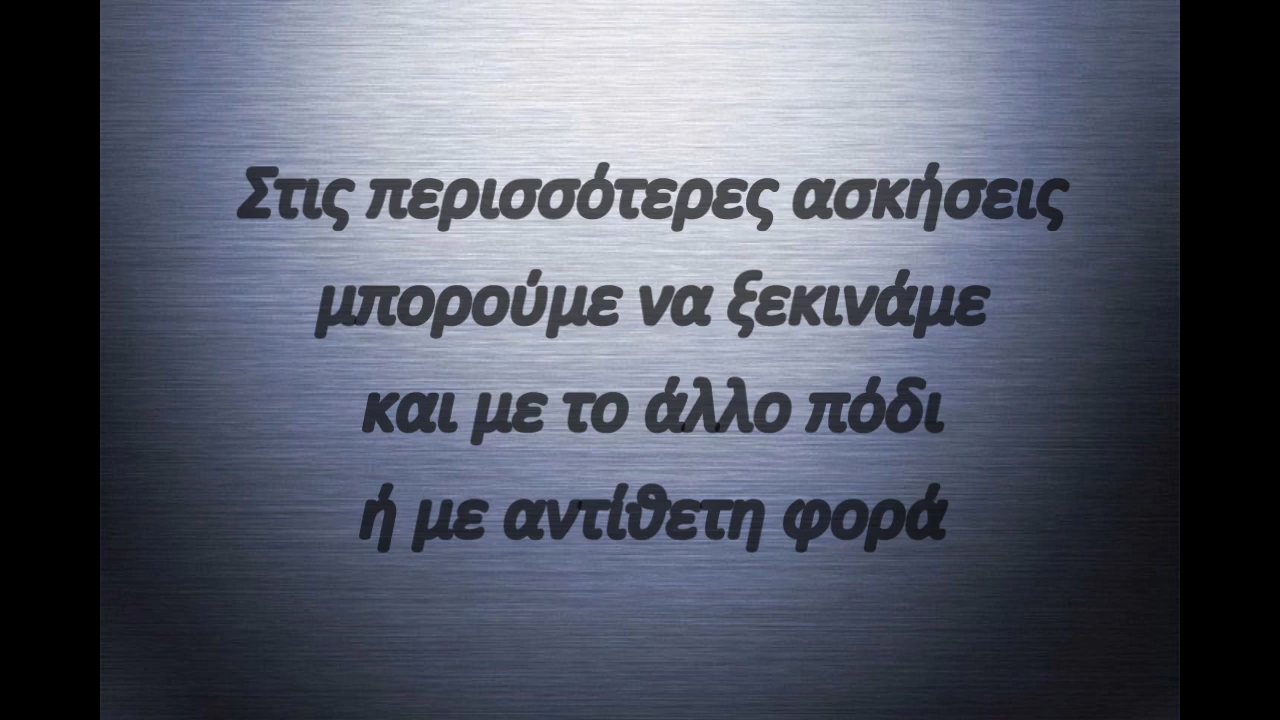 Στις περισσότερες ασκήσεις
μπορούμε να ξεκινάμε
και με το άλλο πόδι
ή με αντίθετη φορά